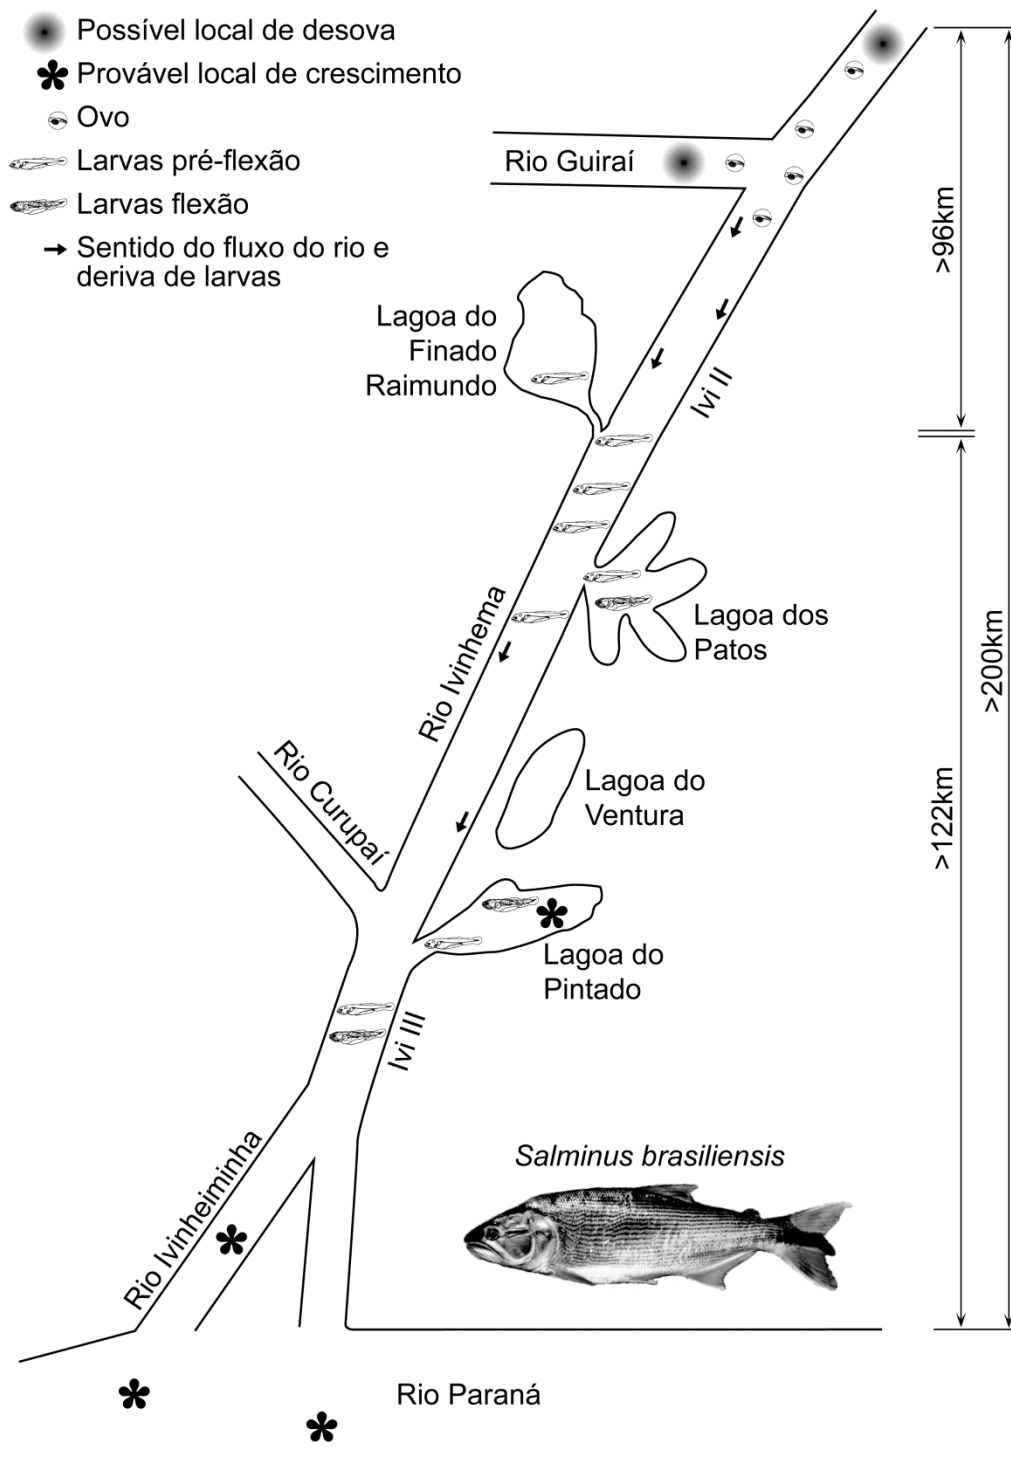 Possível local de desova
Provável local de crescimento
Ovo
Larvas pré-flexão
Larvas flexão
Sentido do fluxo do rio e
deriva de larvas
Rio Guiraí
>96km
Lagoa do
Finado
Raimundo
Ivi II
Rio Ivinhema
Lagoa dos
Patos
>200km
Rio Curupaí
Lagoa do
Ventura
>122km
Lagoa do
Pintado
Ivi III
Rio Ivinheiminha
Salminus brasiliensis
Rio Paraná